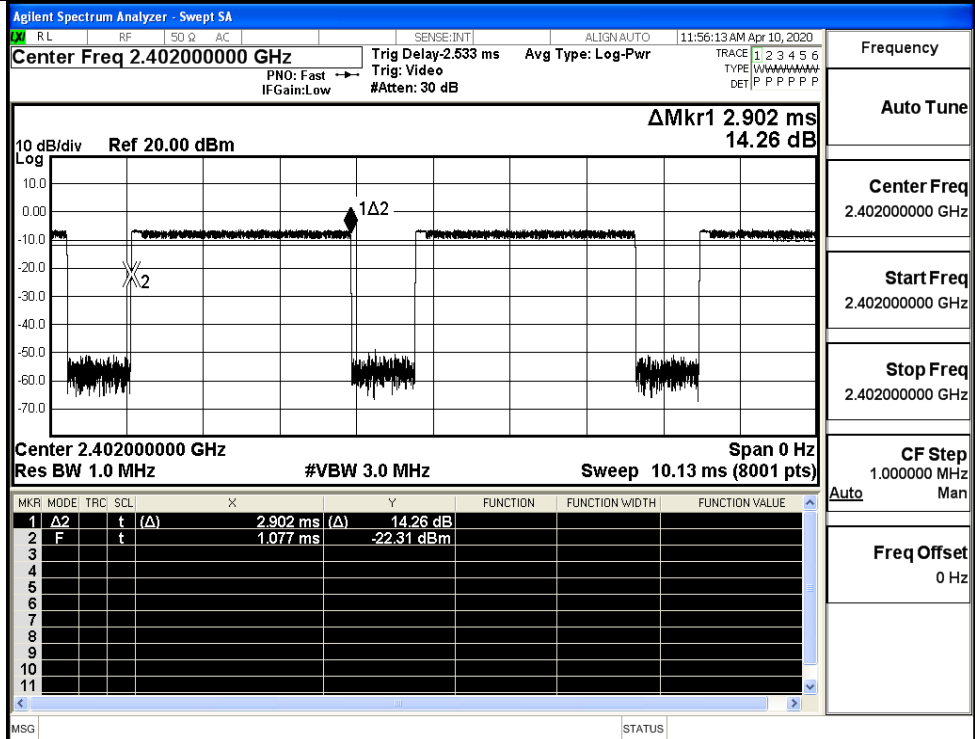 Agilent Spectrum Analyzer - Swept SA
LXI RL RF 50 Ω AC SENSE:INT ALIGN AUTO 11:56:13 AM Apr 10, 2020
Center Freq 2.402000000 GHz
PNO: Fast
IFGain:Low
Trig Delay-2.533 ms
Trig: Video
#Atten: 30 dB
Avg Type: Log-Pwr
TRACE 1 2 3 4 5 6
TYPE WWWWWW
DET P P P P P P
ΔMkr1 2.902 ms
14.26 dB
10 dB/div Ref 20.00 dBm
Log
10.0
0.00
-10.0
-20.0
-30.0
-40.0
-50.0
-60.0
-70.0
1Δ2
2
Center 2.402000000 GHz Span 0 Hz
Res BW 1.0 MHz #VBW 3.0 MHz Sweep 10.13 ms (8001 pts)
MKR MODE TRC SCL X Y FUNCTION FUNCTION WIDTH FUNCTION VALUE
1 Δ2 t (Δ) 2.902 ms (Δ) 14.26 dB
2 F t 1.077 ms -22.31 dBm
3
4
5
6
7
8
9
10
11
MSG STATUS
Frequency
Auto Tune
Center Freq
2.402000000 GHz
Start Freq
2.402000000 GHz
Stop Freq
2.402000000 GHz
CF Step
1.000000 MHz
Auto Man
Freq Offset
0 Hz